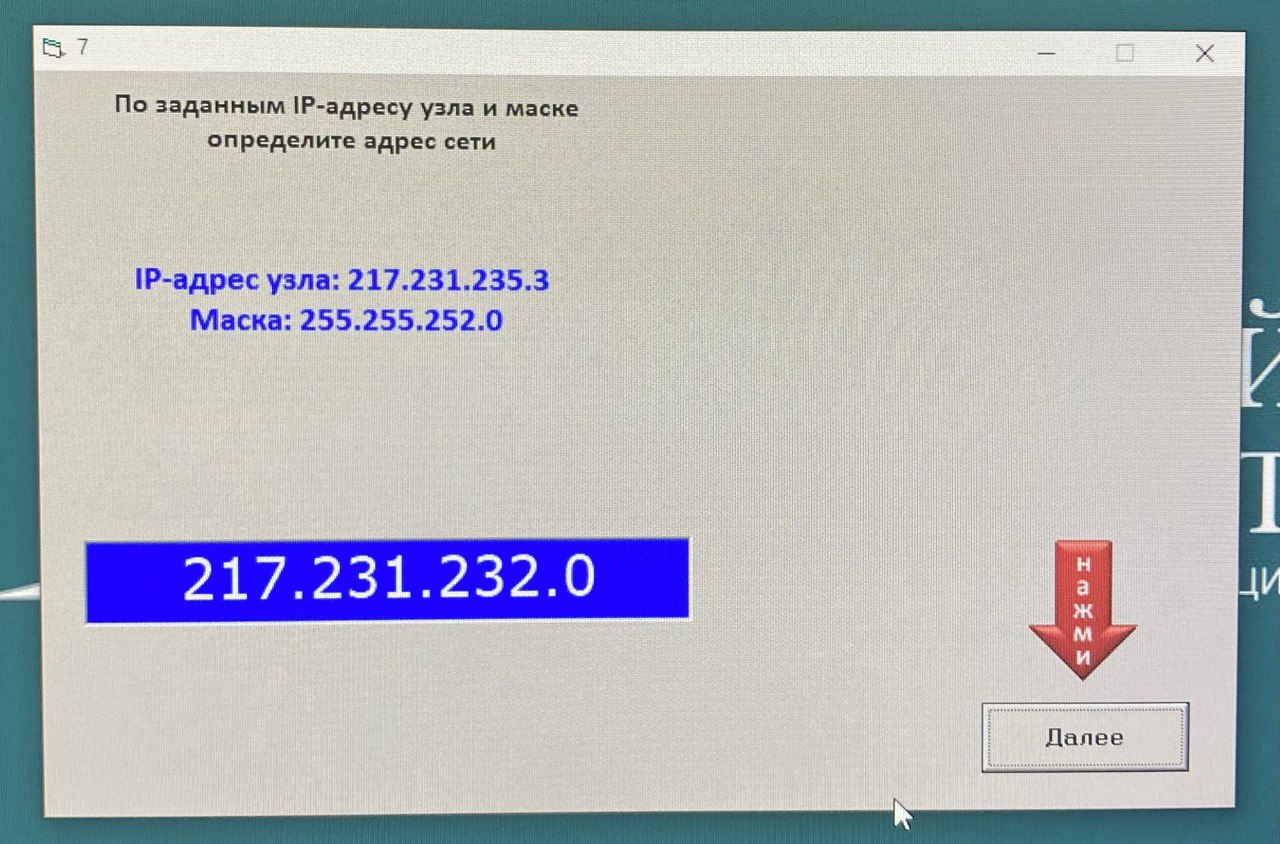 7
По заданным IP-адресу узла и маске
определите адрес сети
IP-адрес узла: 217.231.235.3
Маска: 255.255.252.0
217.231.232.0
нажми
Далее
Й
Т
ЦИ